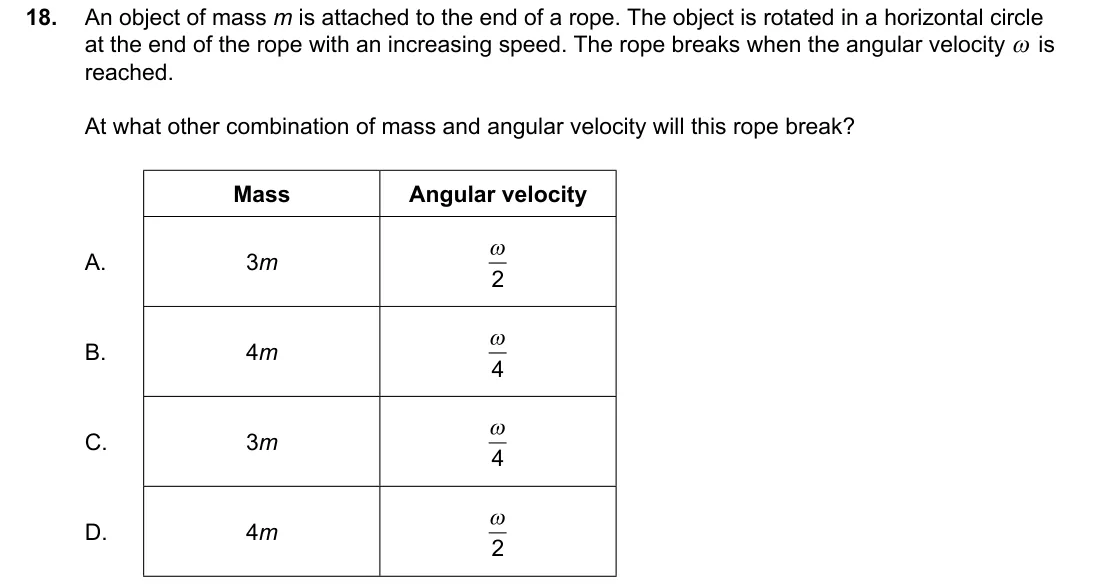 18. An object of mass m is attached to the end of a rope. The object is rotated in a horizontal circle
at the end of the rope with an increasing speed. The rope breaks when the angular velocity ω is
reached.
At what other combination of mass and angular velocity will this rope break?
Mass Angular velocity
A. 3m ω/2
B. 4m ω/4
C. 3m ω/4
D. 4m ω/2